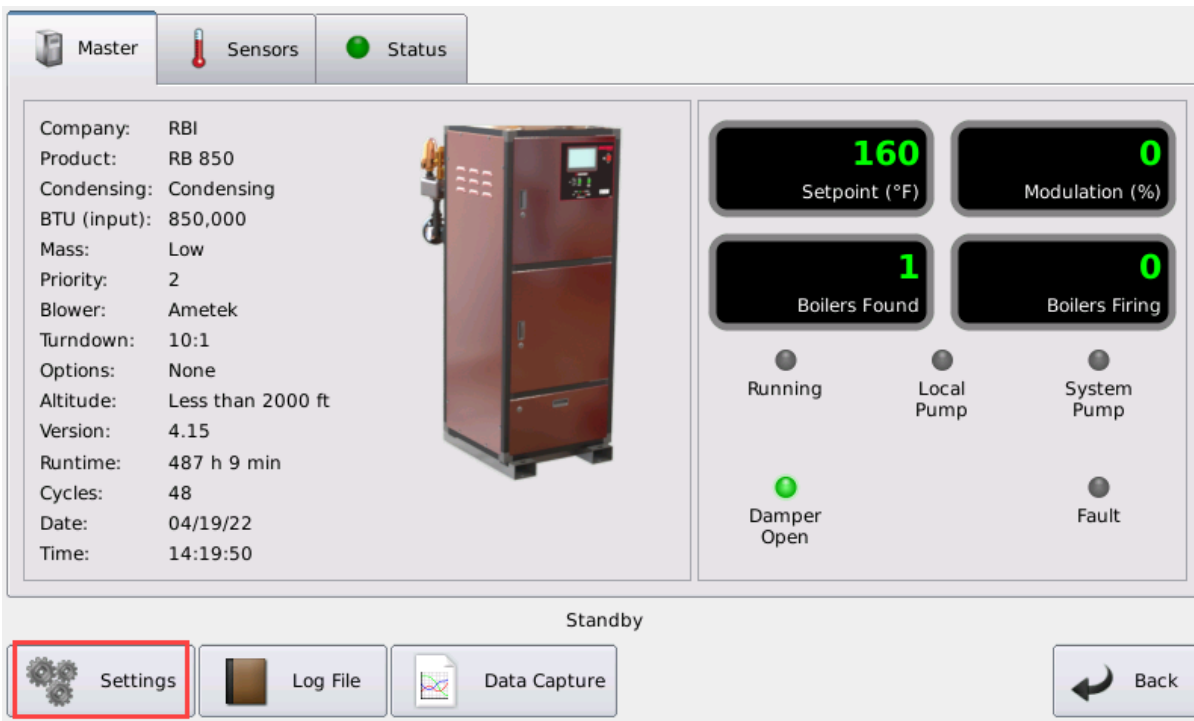 Master
Sensors
Status
Company: RBI
Product: RB 850
Condensing: Condensing
BTU (input): 850,000
Mass: Low
Priority: 2
Blower: Ametek
Turndown: 10:1
Options: None
Altitude: Less than 2000 ft
Version: 4.15
Runtime: 487 h 9 min
Cycles: 48
Date: 04/19/22
Time: 14:19:50
160
Setpoint (°F)
0
Modulation (%)
1
Boilers Found
0
Boilers Firing
Running
Local
Pump
System
Pump
Damper
Open
Fault
Standby
Settings
Log File
Data Capture
Back